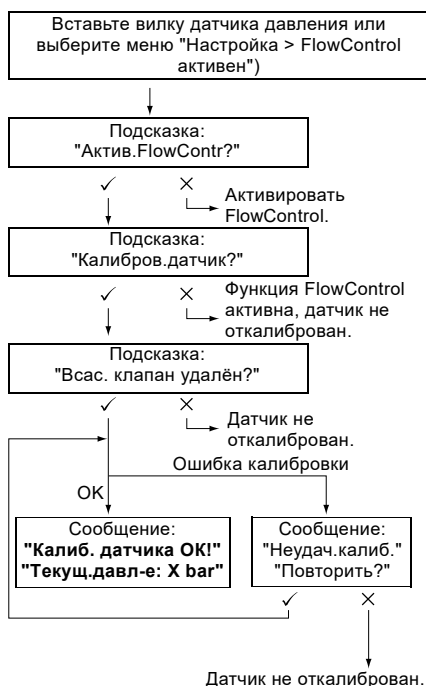 Вставьте вилку датчика давления или
выберите меню "Настройка > FlowControl
активен")
Подсказка:
"Актив.FlowContr?"
Активировать
FlowControl.
Подсказка:
"Калибров.датчик?"
Функция FlowControl
активна, датчик не
откалиброван.
Подсказка:
"Всас. клапан удалён?"
Датчик не
откалиброван.
Ошибка калибровки
OK
Сообщение:
"Калиб. датчика ОК!"
"Текущ.давл-е: X bar"
Сообщение:
"Неудач.калиб."
"Повторить?"
Датчик не откалиброван.